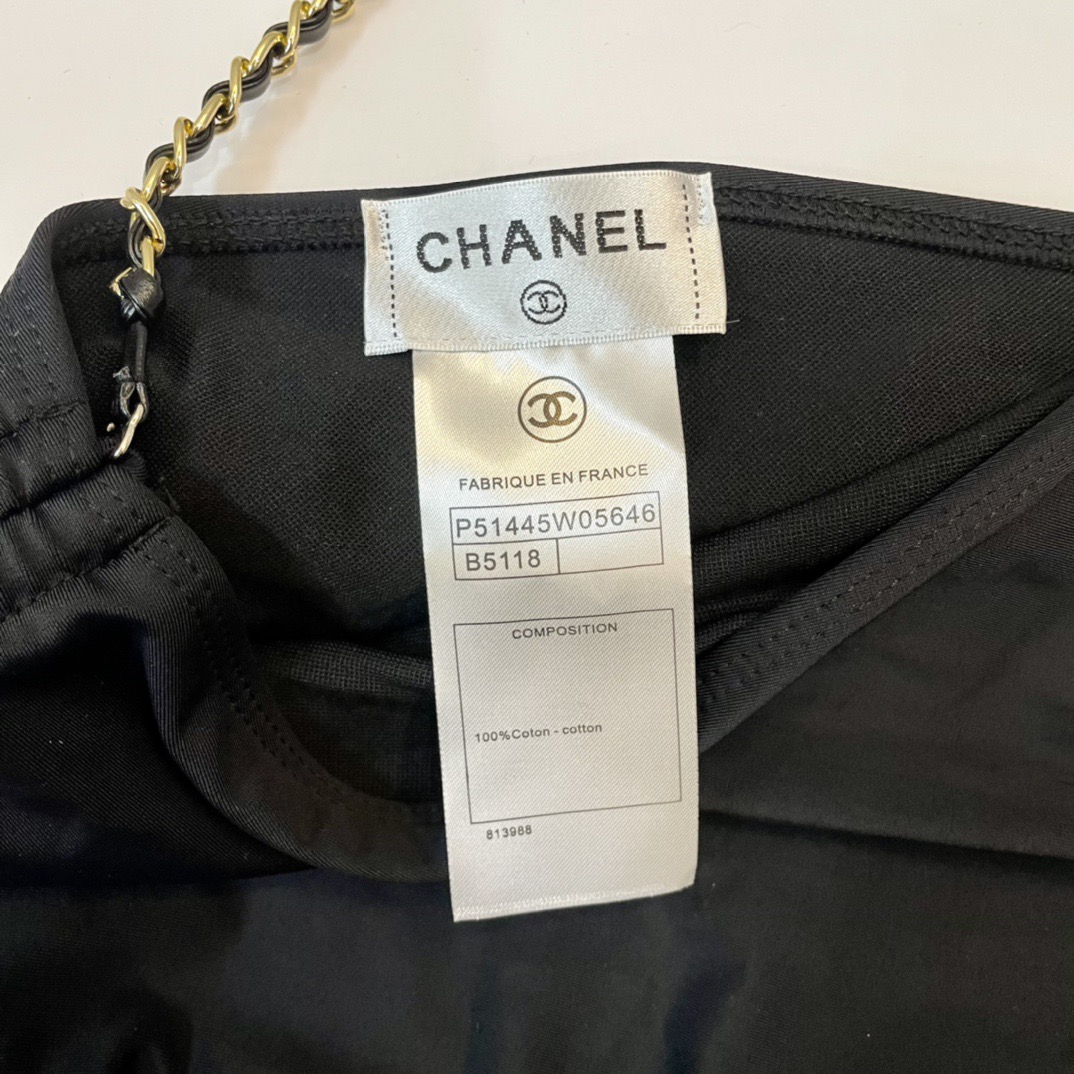 CHANEL
FABRIQUE EN FRANCE
P51445W05646
B5118
COMPOSITION
100%Coton - cotton
813988